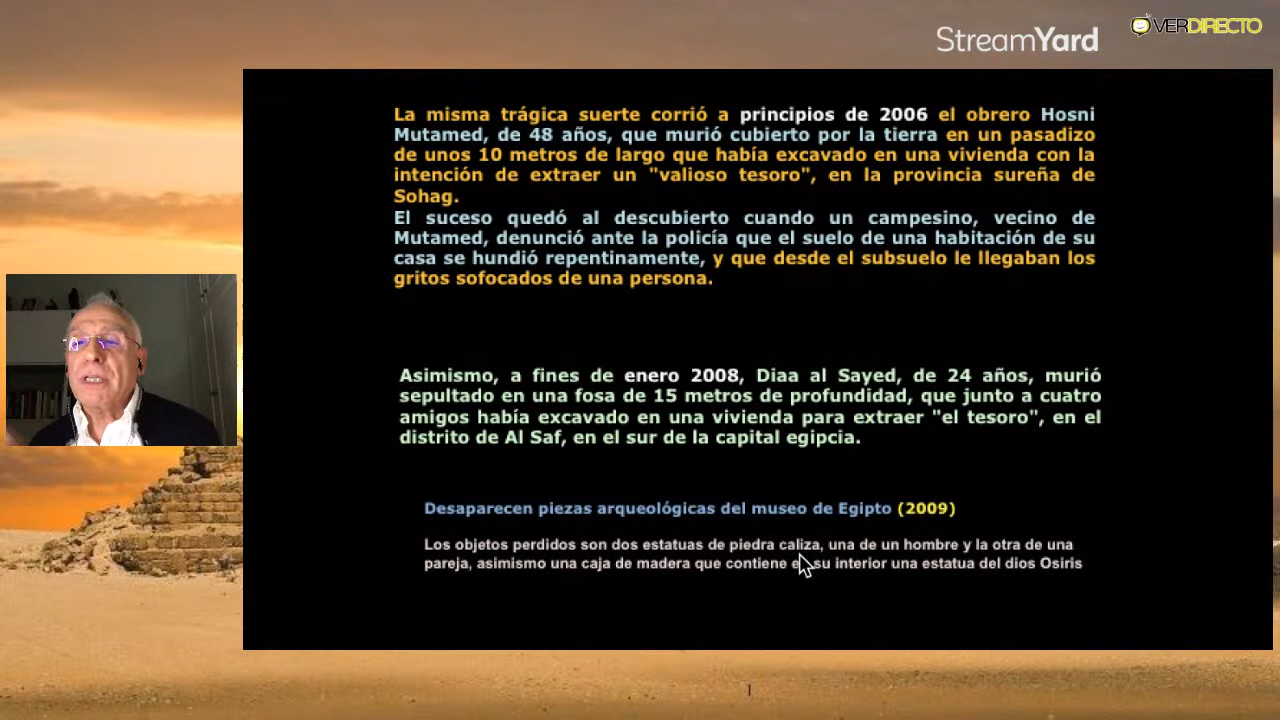 StreamYard
VERDIRECTO
La misma trágica suerte corrió a principios de 2006 el obrero Hosni
Mutamed, de 48 años, que murió cubierto por la tierra en un pasadizo
de unos 10 metros de largo que había excavado en una vivienda con la
intención de extraer un "valioso tesoro", en la provincia sureña de
Sohag.
El suceso quedó al descubierto cuando un campesino, vecino de
Mutamed, denunció ante la policía que el suelo de una habitación de su
casa se hundió repentinamente, y que desde el subsuelo le llegaban los
gritos sofocados de una persona.
Asimismo, a fines de enero 2008, Diaa al Sayed, de 24 años, murió
sepultado en una fosa de 15 metros de profundidad, que junto a cuatro
amigos había excavado en una vivienda para extraer "el tesoro", en el
distrito de Al Saf, en el sur de la capital egipcia.
Desaparecen piezas arqueológicas del museo de Egipto (2009)
Los objetos perdidos son dos estatuas de piedra caliza, una de un hombre y la otra de una
pareja, asimismo una caja de madera que contiene su interior una estatua del dios Osiris